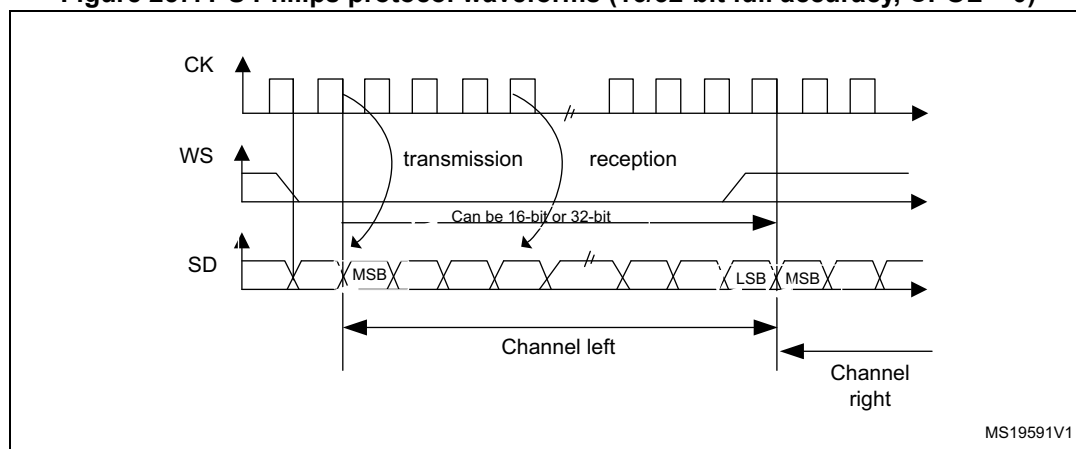 CK
transmission
reception
WS
Can be 16-bit or 32-bit
SD
MSB
LSB
MSB
Channel left
Channel
right
MS19591V1